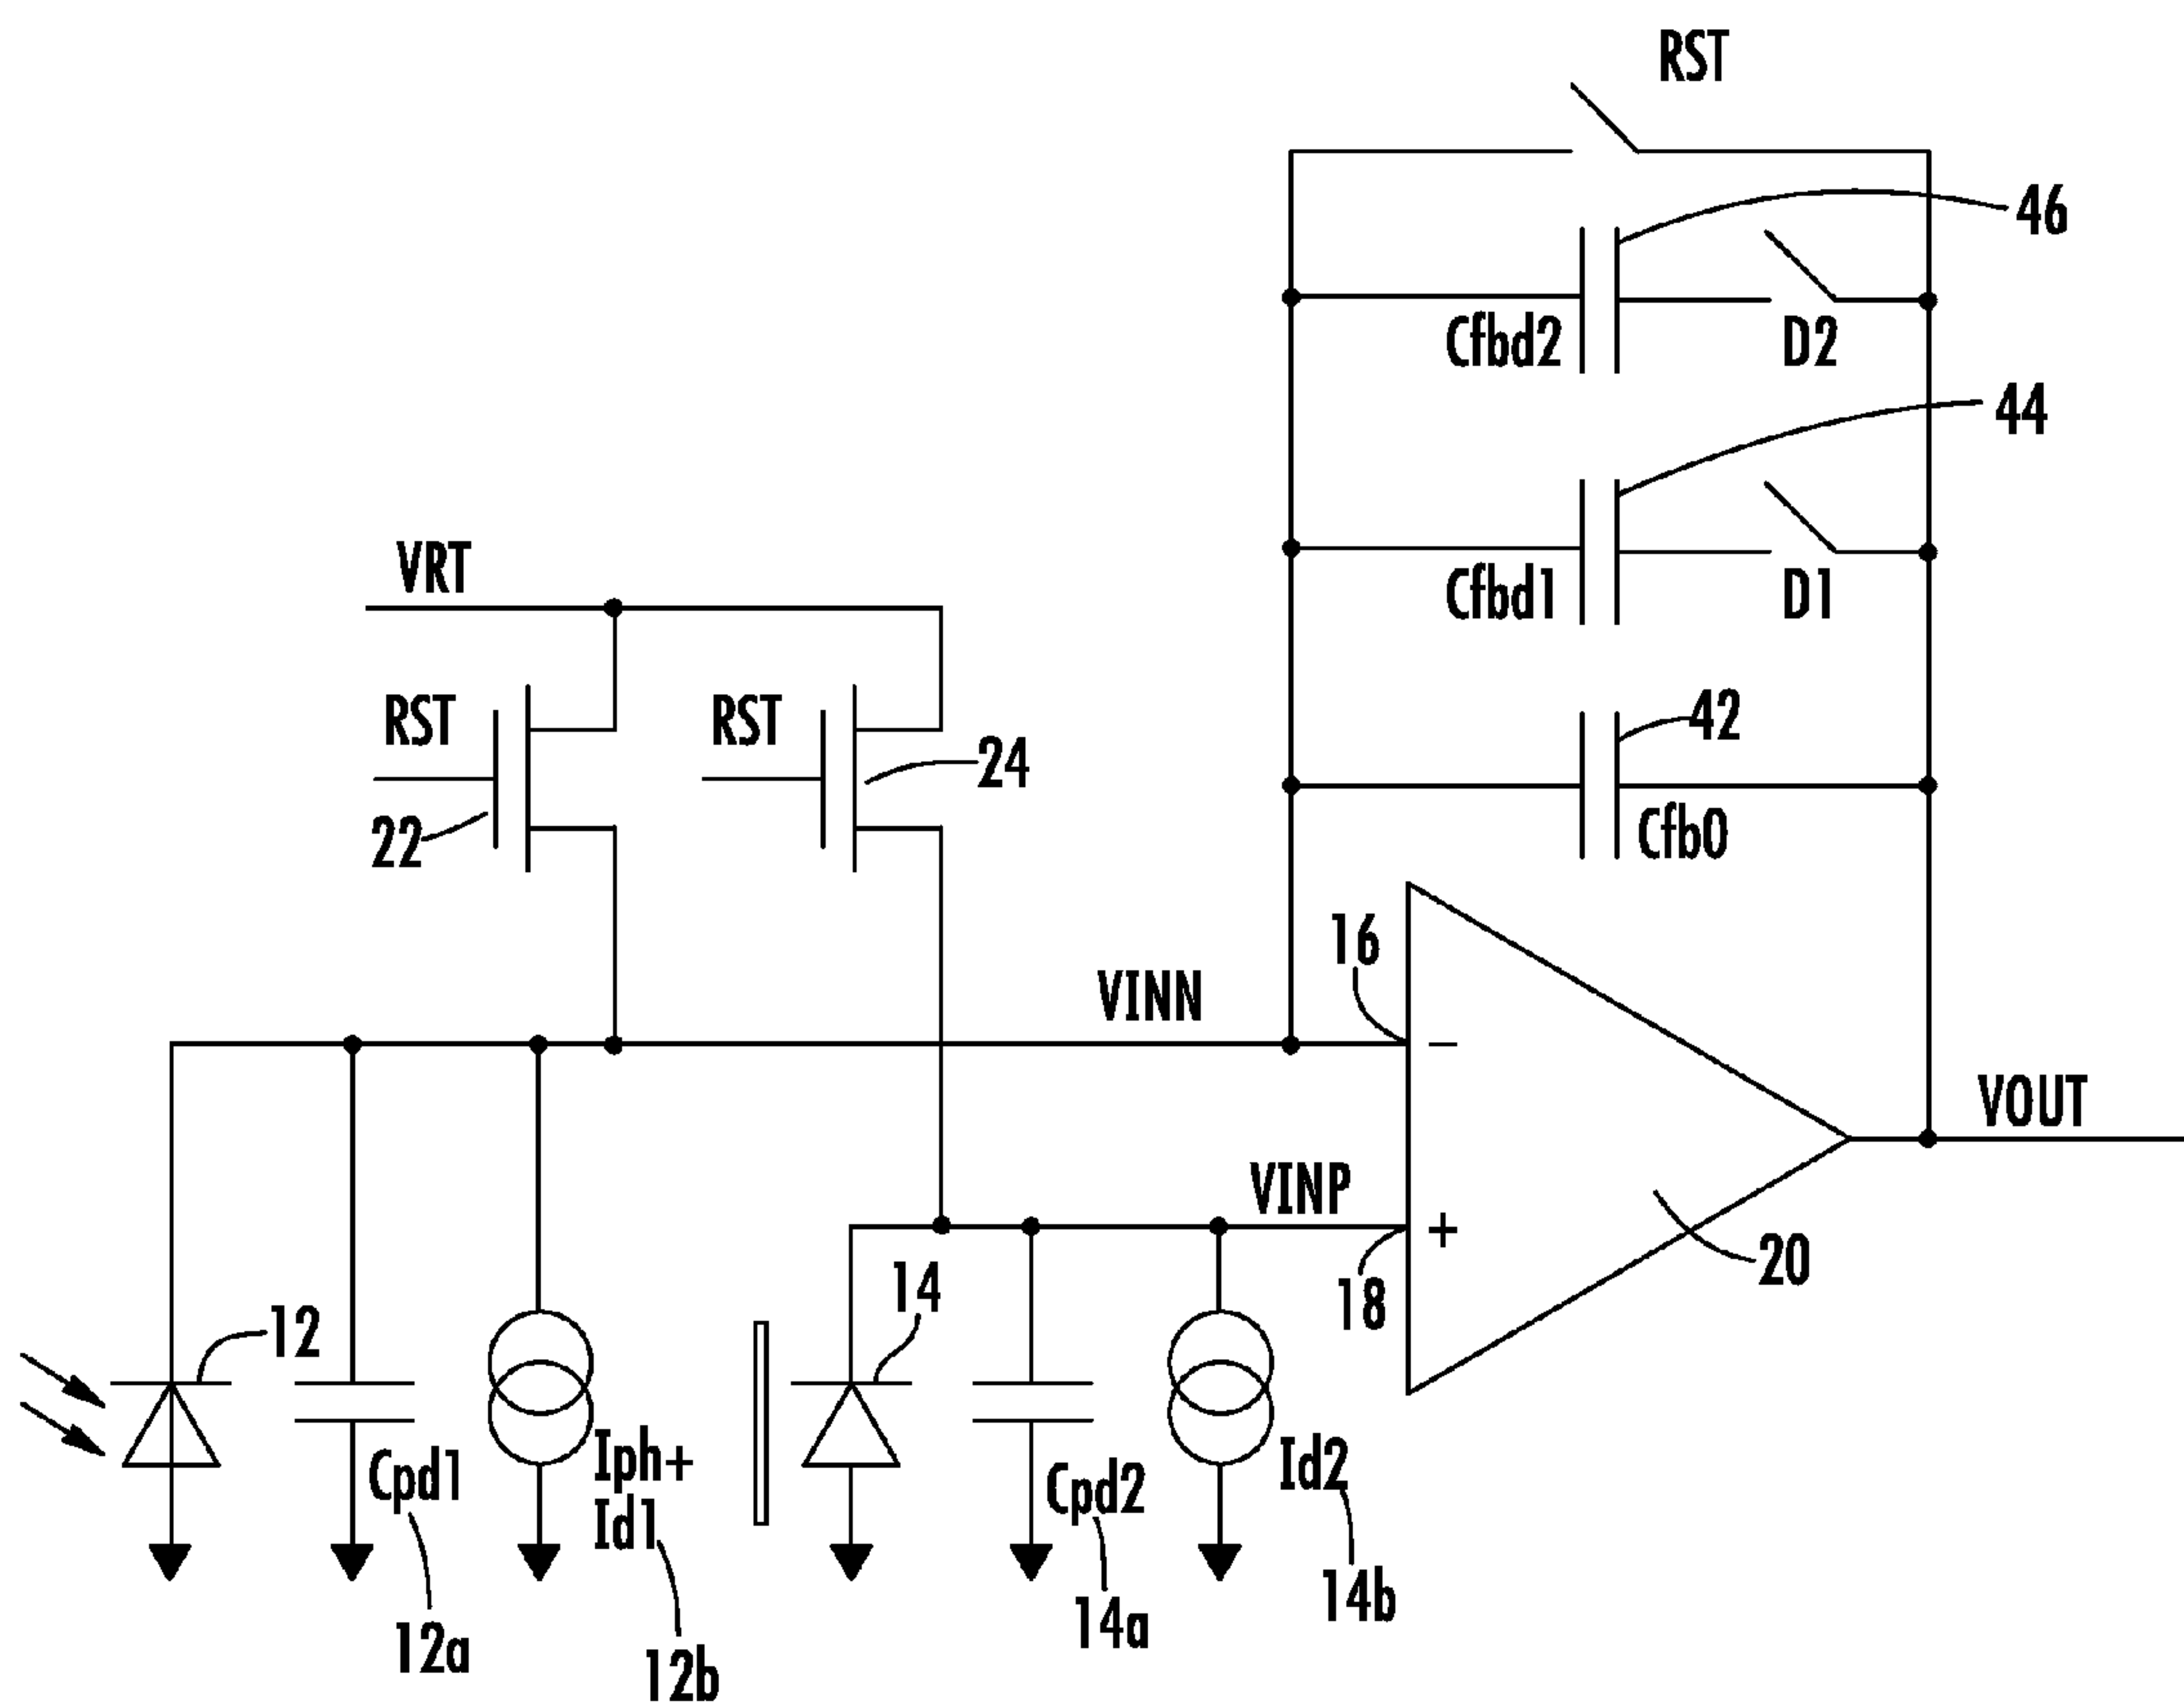 RST
46
Cfbd2
D2
44
Cfbd1
D1
VRT
RST
RST
42
24
22
Cfb0
16
VINN
−
VOUT
VINP
+
14
18
20
12
Cpd1
Iph+
Id1
Cpd2
Id2
12a
12b
14a
14b